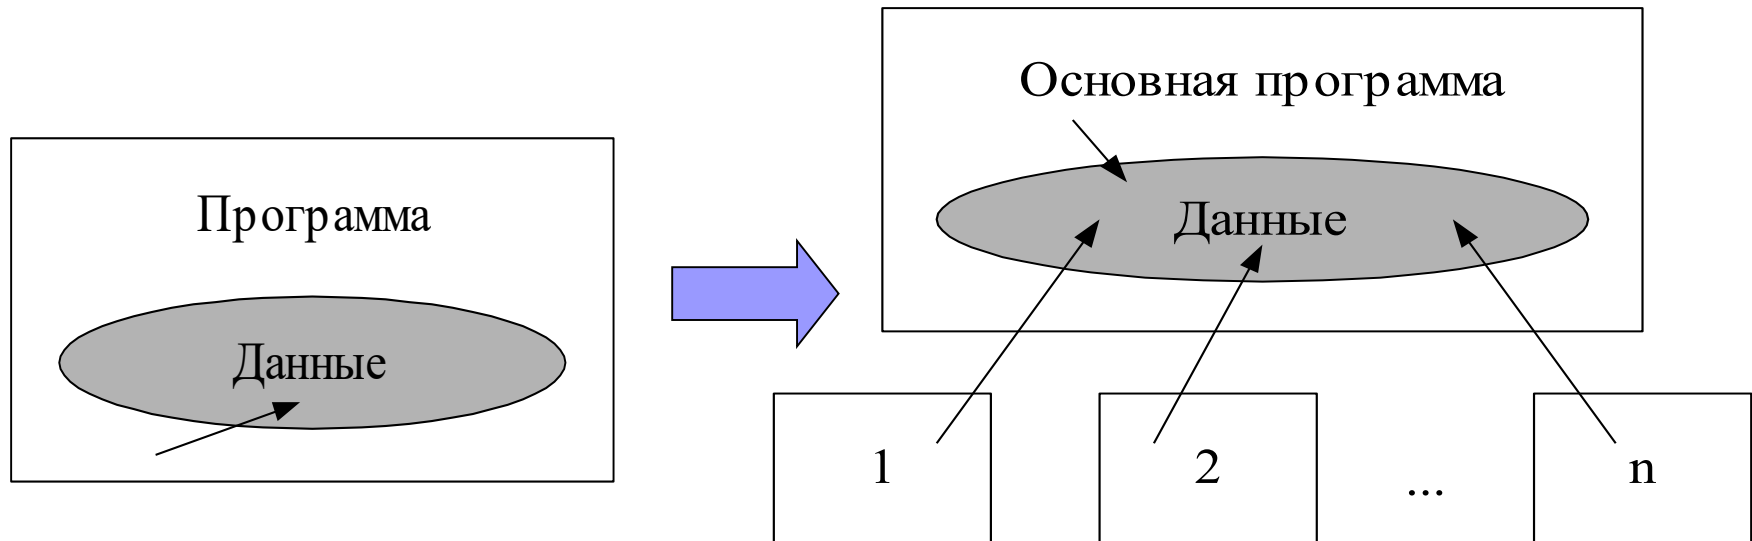 Программа
Данные
Основная программа
Данные
1
2
...
n